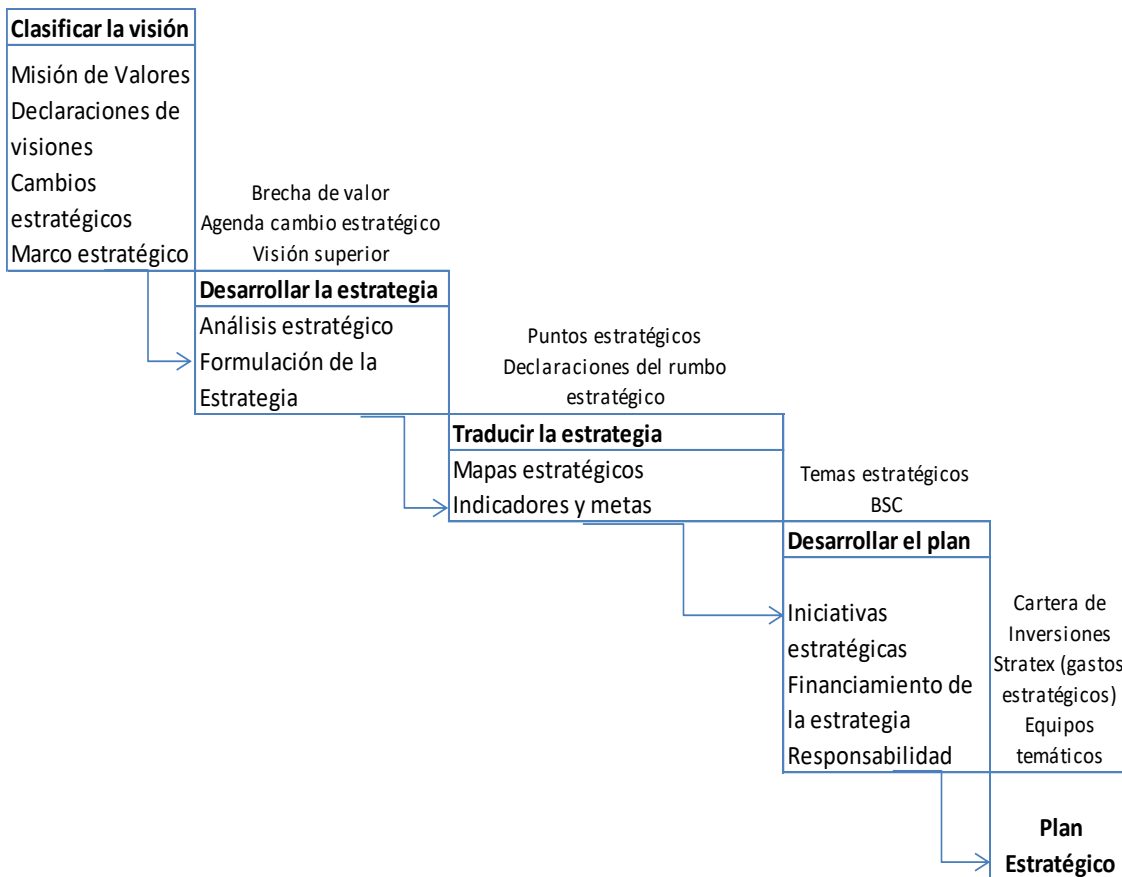 Clasificar la visión
Misión de Valores
Declaraciones de
visiones
Cambios
estratégicos
Marco estratégico
Brecha de valor
Agenda cambio estratégico
Visión superior
Desarrollar la estrategia
Análisis estratégico
Formulación de la
Estrategia
Puntos estratégicos
Declaraciones del rumbo
estratégico
Traducir la estrategia
Mapas estratégicos
Indicadores y metas
Temas estratégicos
BSC
Desarrollar el plan
Iniciativas
estratégicas
Financiamiento de
la estrategia
Responsabilidad
Cartera de
Inversiones
Stratex (gastos
estratégicos)
Equipos
temáticos
Plan
Estratégico